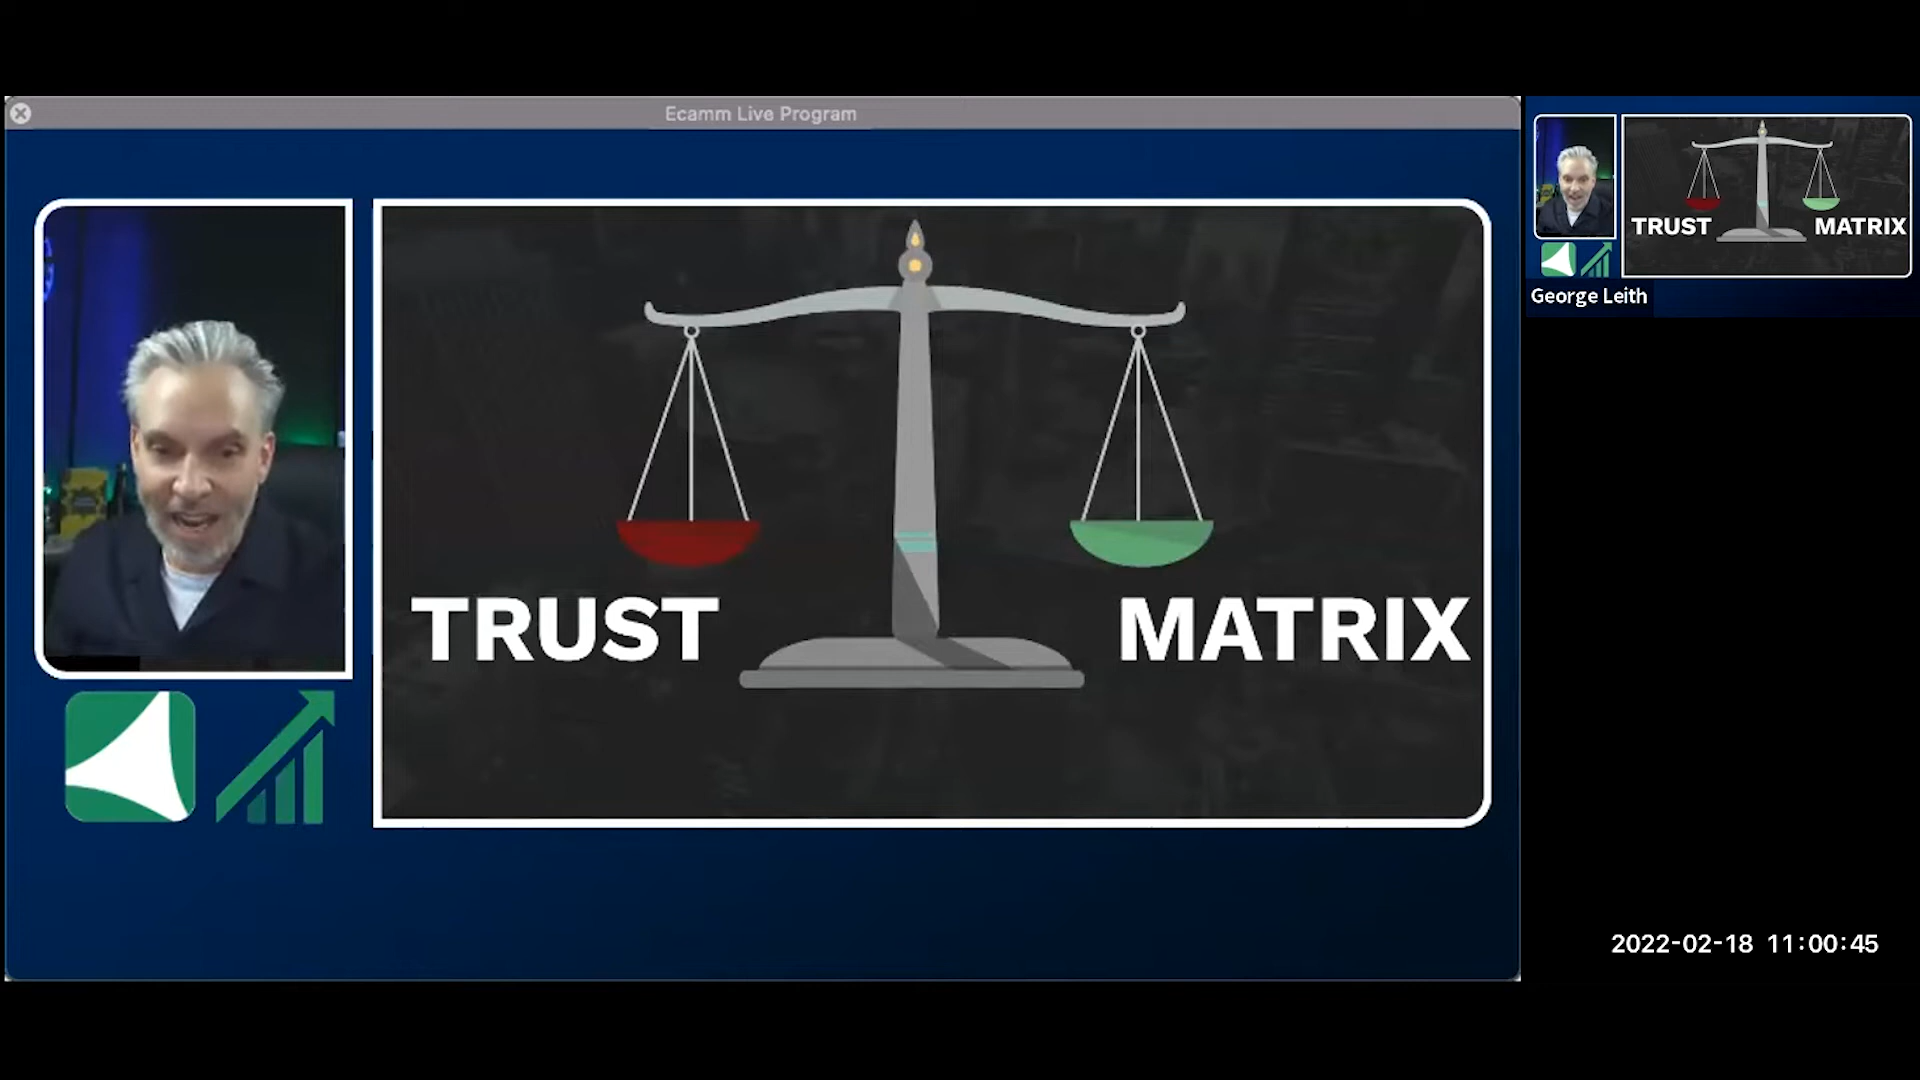 Ecamm Live Program
TRUST
MATRIX
TRUST
MATRIX
George Leith
2022-02-18 11:00:45